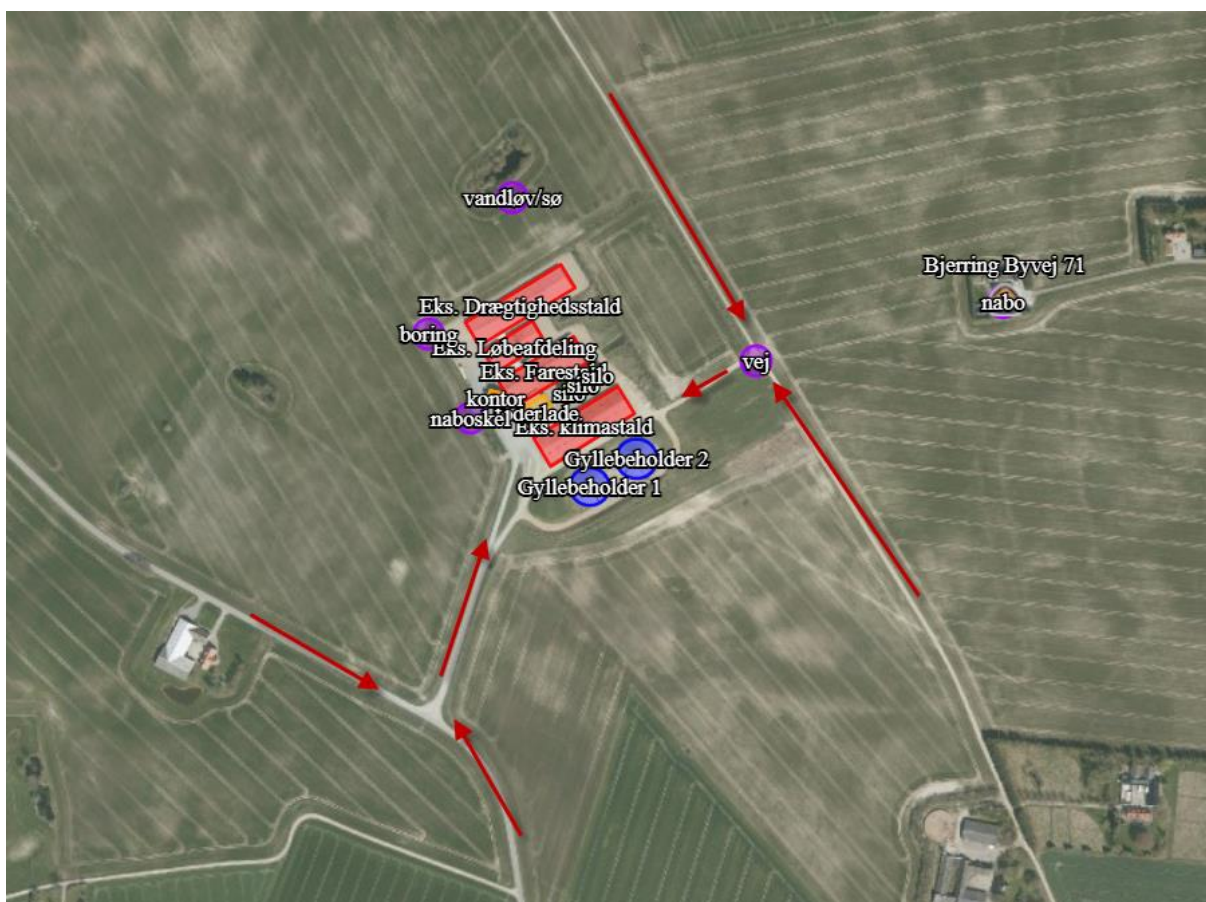 vandløv/sø
Bjerring Byvej 71
nabo
Eks. Drægtighedsstald
boring
Eks. Løbeafdeling
vej
Eks. Farestald
silo
silo
kontor
naboskel
Eks. klimastald
Gyllebeholder 2
Gyllebeholder 1